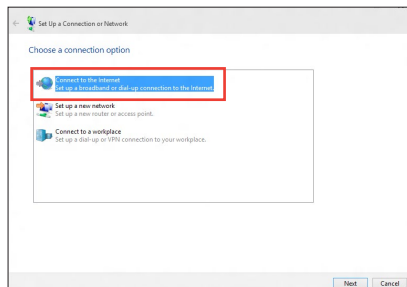 Set Up a Connection or Network
Choose a connection option
Connect to the Internet
Set up a broadband or dial-up connection to the Internet.
Set up a new network
Set up a new router or access point.
Connect to a workplace
Set up a dial-up or VPN connection to your workplace.
Next Cancel